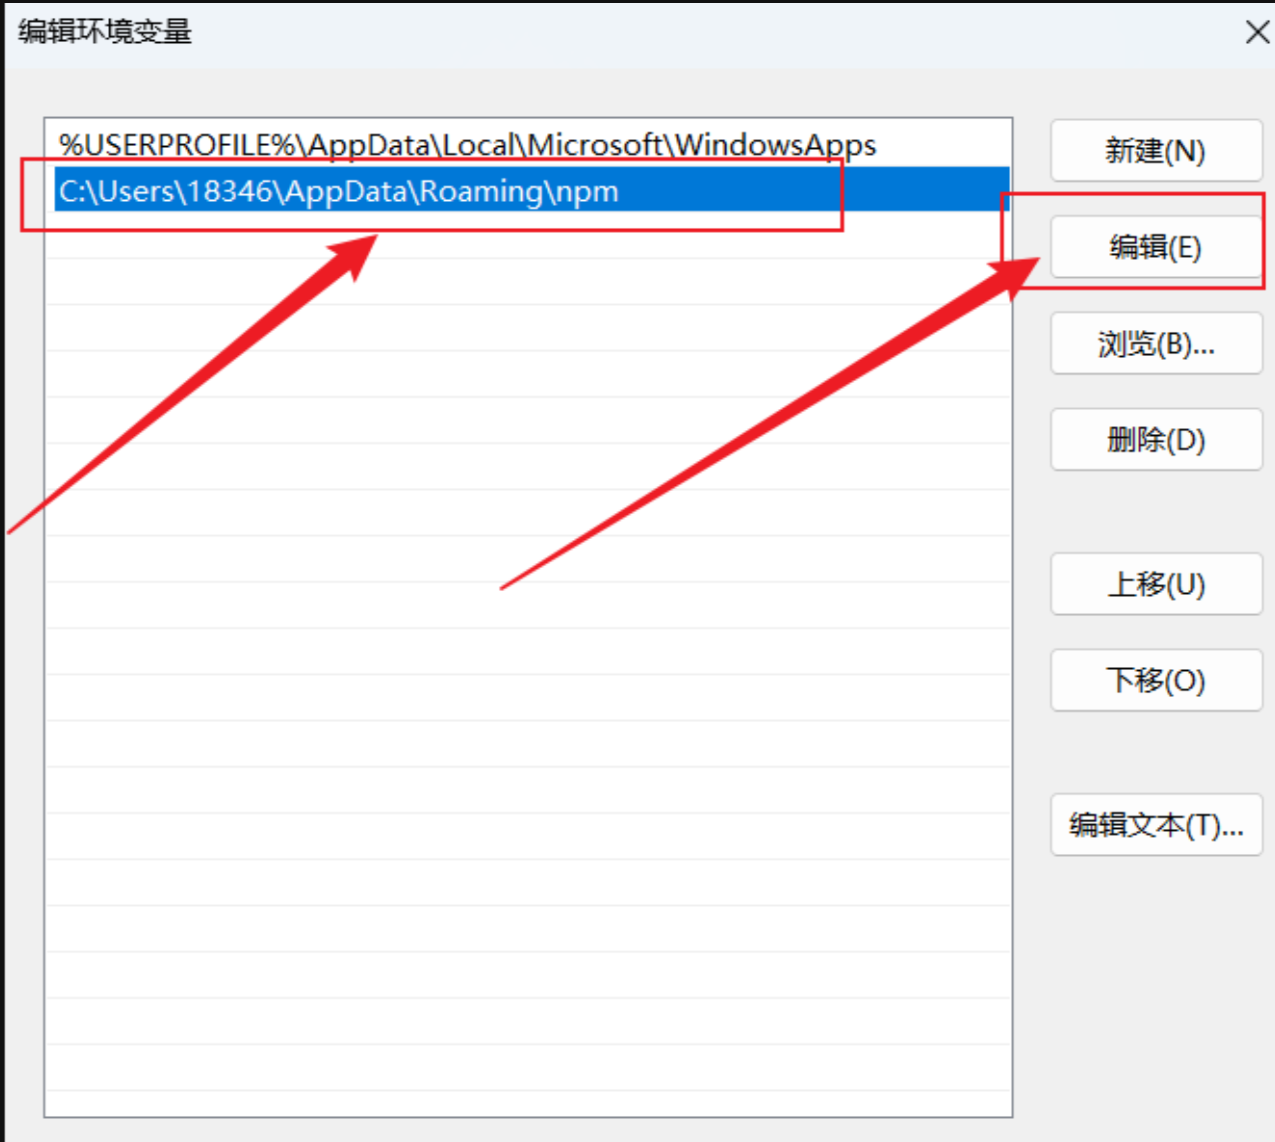 编辑环境变量
%USERPROFILE%\AppData\Local\Microsoft\WindowsApps
C:\Users\18346\AppData\Roaming\npm
新建(N)
编辑(E)
浏览(B)...
删除(D)
上移(U)
下移(O)
编辑文本(T)...